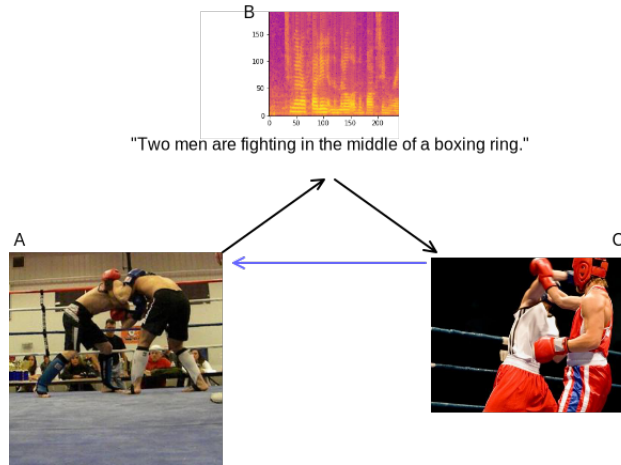 B
150
100
50
0
0 50 100 150 200
"Two men are fighting in the middle of a boxing ring."
A
C